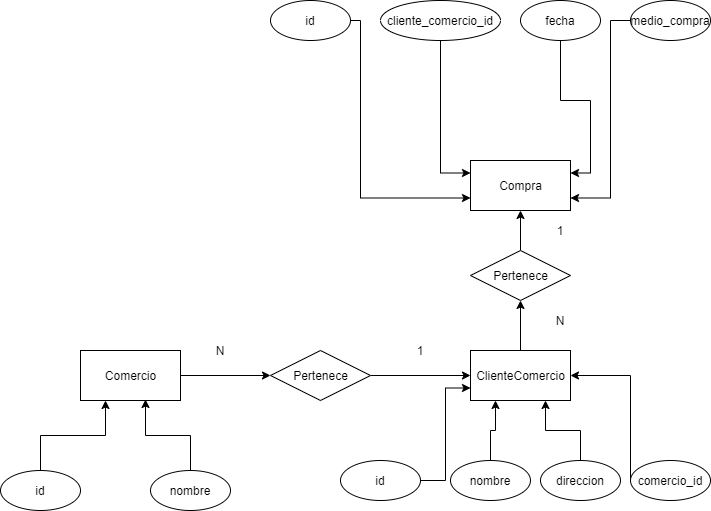 id
cliente_comercio_id
fecha
medio_compra
Compra
1
Pertenece
N
N
1
Comercio
Pertenece
ClienteComercio
id
nombre
id
nombre
direccion
comercio_id